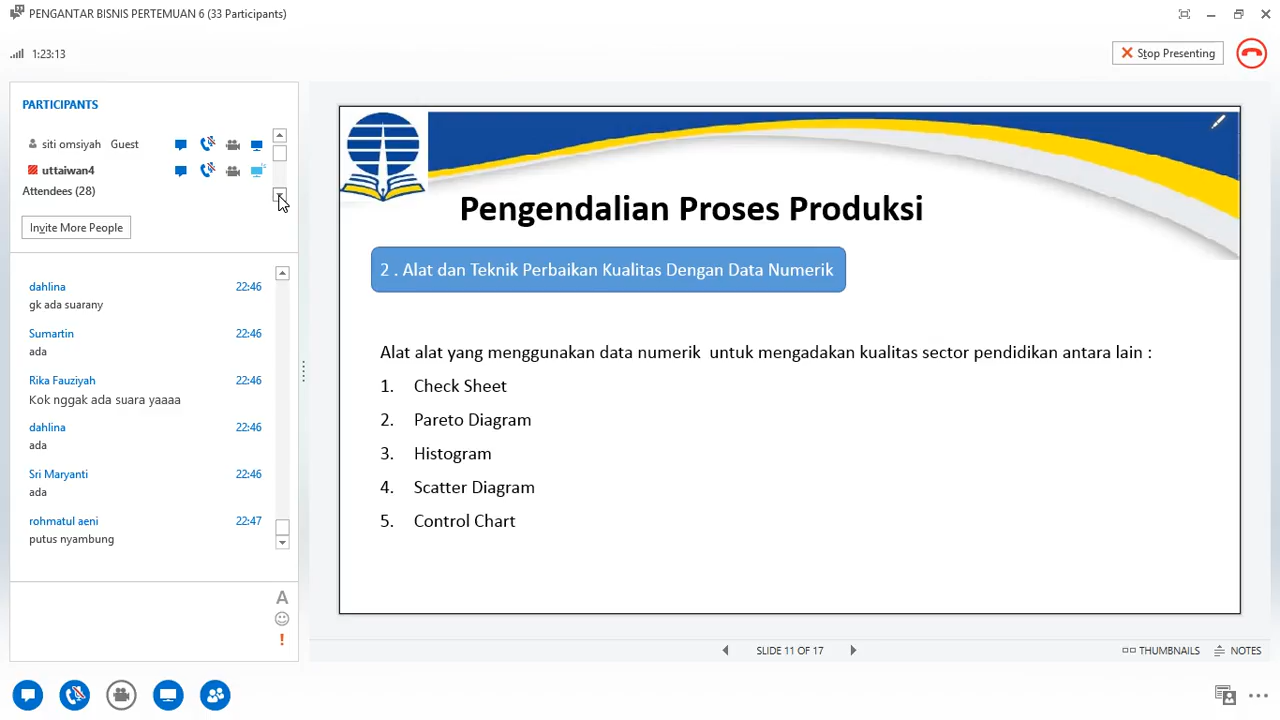 PENGANTAR BISNIS PERTEMUAN 6 (33 Participants)
1:23:13
Stop Presenting
PARTICIPANTS
siti omsiyah Guest
uttaiwan4
Attendees (28)
Invite More People
dahlina 22:46
gk ada suarany
Sumartin 22:46
ada
Rika Fauziyah 22:46
Kok nggak ada suara yaaaa
dahlina 22:46
ada
Sri Maryanti 22:46
ada
rohmatul aeni 22:47
putus nyambung
A
!
Pengendalian Proses Produksi
2 . Alat dan Teknik Perbaikan Kualitas Dengan Data Numerik
Alat alat yang menggunakan data numerik untuk mengadakan kualitas sector pendidikan antara lain :
1. Check Sheet
2. Pareto Diagram
3. Histogram
4. Scatter Diagram
5. Control Chart
SLIDE 11 OF 17
THUMBNAILS
NOTES